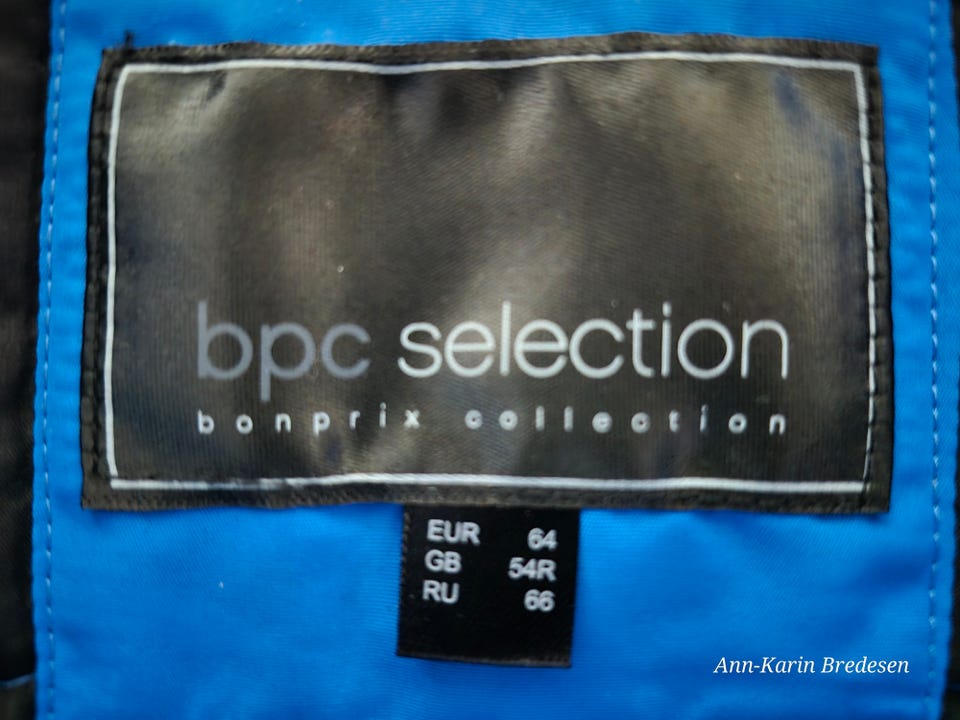 bpc selection
bonprix collection
EUR 64
GB 54R
RU 66
Ann-Karin Bredesen